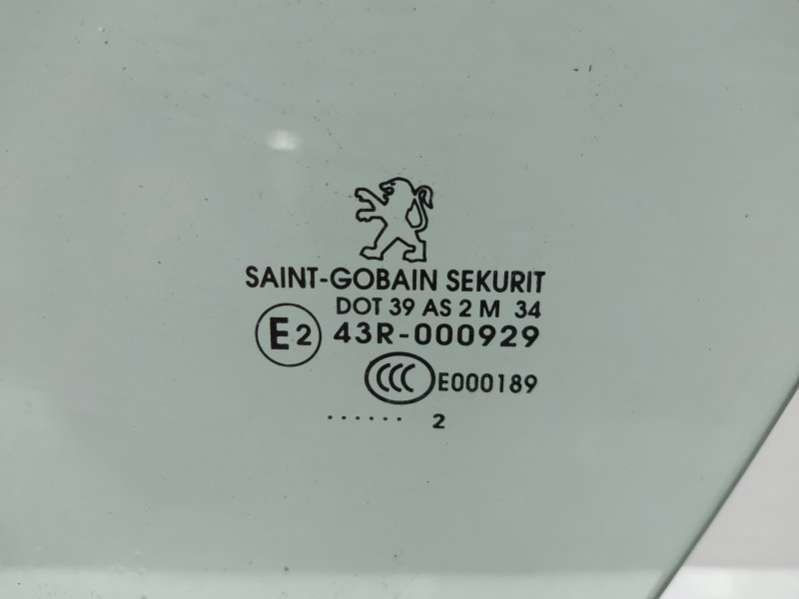 SAINT-GOBAIN SEKURIT
DOT 39 AS 2 M 34
E2 43R-000929
CCC E000189
...... 2